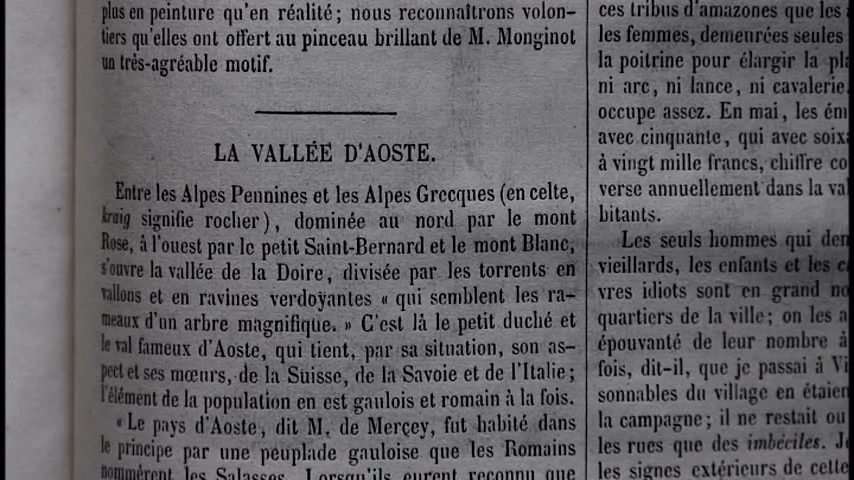 plus en peinture qu'en réalité; nous reconnaîtrons volon-
tiers qu'elles ont offert au pinceau brillant de M. Monginot
un très-agréable motif.
LA VALLÉE D'AOSTE.
Entre les Alpes Pennines et les Alpes Grecques (en celte,
kraig signifie rocher), dominée au nord par le mont
Rose, à l'ouest par le petit Saint-Bernard et le mont Blanc,
s'ouvre la vallée de la Doire, divisée par les torrents en
vallons et en ravines verdoyantes « qui semblent les ra-
meaux d'un arbre magnifique. » C'est là le petit duché et
le val fameux d'Aoste, qui tient, par sa situation, son as-
pect et ses mœurs, de la Suisse, de la Savoie et de l'Italie;
l'élément de la population en est gaulois et romain à la fois.
« Le pays d'Aoste, dit M. de Mercey, fut habité dans
le principe par une peuplade gauloise que les Romains
nommèrent les Salasses. Lorsqu'ils eurent reconnu que
ces tribus d'amazones que les
les femmes, demeurées seules
la poitrine pour élargir la
ni arc, ni lance, ni cavalerie
occupe assez. En mai, les
avec cinquante, qui avec
à vingt mille francs, chiffre
verse annuellement dans la
bitants.
Les seuls hommes qui
vieillards, les enfants et les
vres idiots sont en grand
quartiers de la ville; on les
épouvanté de leur nombre à
fois, dit-il, que je passai à
sonnables du village en
la campagne; il ne restait
les rues que des imbéciles.
les signes extérieurs de cette